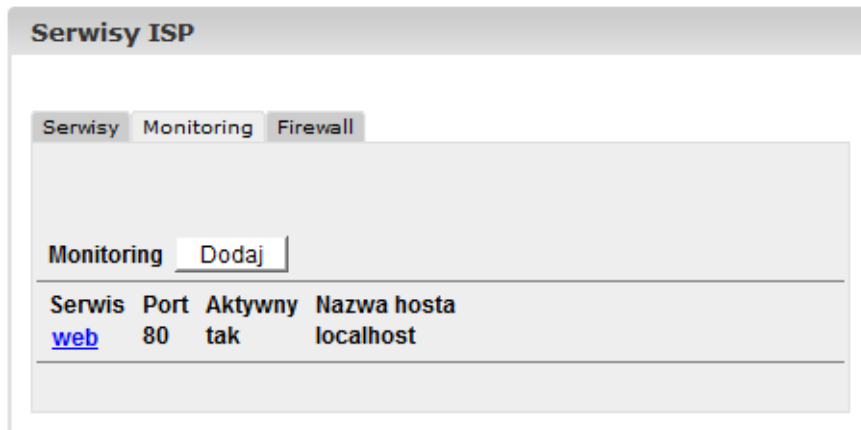 Serwisy ISP
Serwisy Monitoring Firewall
Monitoring Dodaj
Serwis Port Aktywny Nazwa hosta
web 80 tak localhost